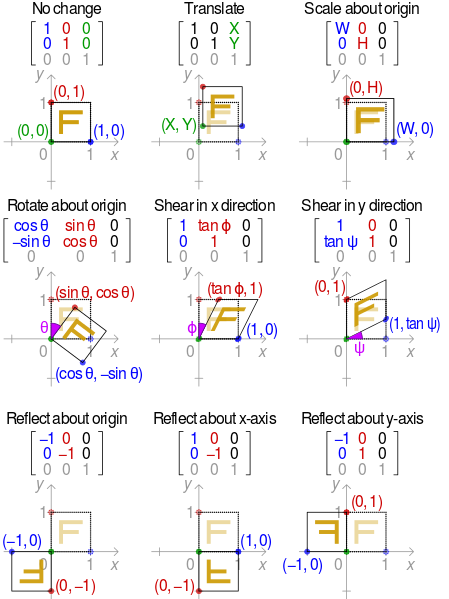 No change
1 0 0
0 1 0
0 0 1
y
1
(0, 1)
(0, 0)
(1, 0)
0 1 x
Translate
1 0 X
0 1 Y
0 0 1
y
1
(X, Y)
0 1 x
Scale about origin
W 0 0
0 H 0
0 0 1
y
1
(0, H)
(W, 0)
0 1 x
Rotate about origin
cos θ sin θ 0
−sin θ cos θ 0
0 0 1
y
1
(sin θ, cos θ)
θ
0 1 x
(cos θ, −sin θ)
Shear in x direction
1 tan ϕ 0
0 1 0
0 0 1
y
1
(tan ϕ, 1)
ϕ
(1, 0)
0 1 x
Shear in y direction
1 0 0
tan ψ 1 0
0 0 1
y
(0, 1)
1
(1, tan ψ)
0 ψ 1 x
Reflect about origin
−1 0 0
0 −1 0
0 0 1
y
1
(−1, 0)
0 1 x
(0, −1)
Reflect about x-axis
1 0 0
0 −1 0
0 0 1
y
1
(1, 0)
0 1 x
(0, −1)
Reflect about y-axis
−1 0 0
0 1 0
0 0 1
y
(0, 1)
1
(−1, 0)
0 1 x